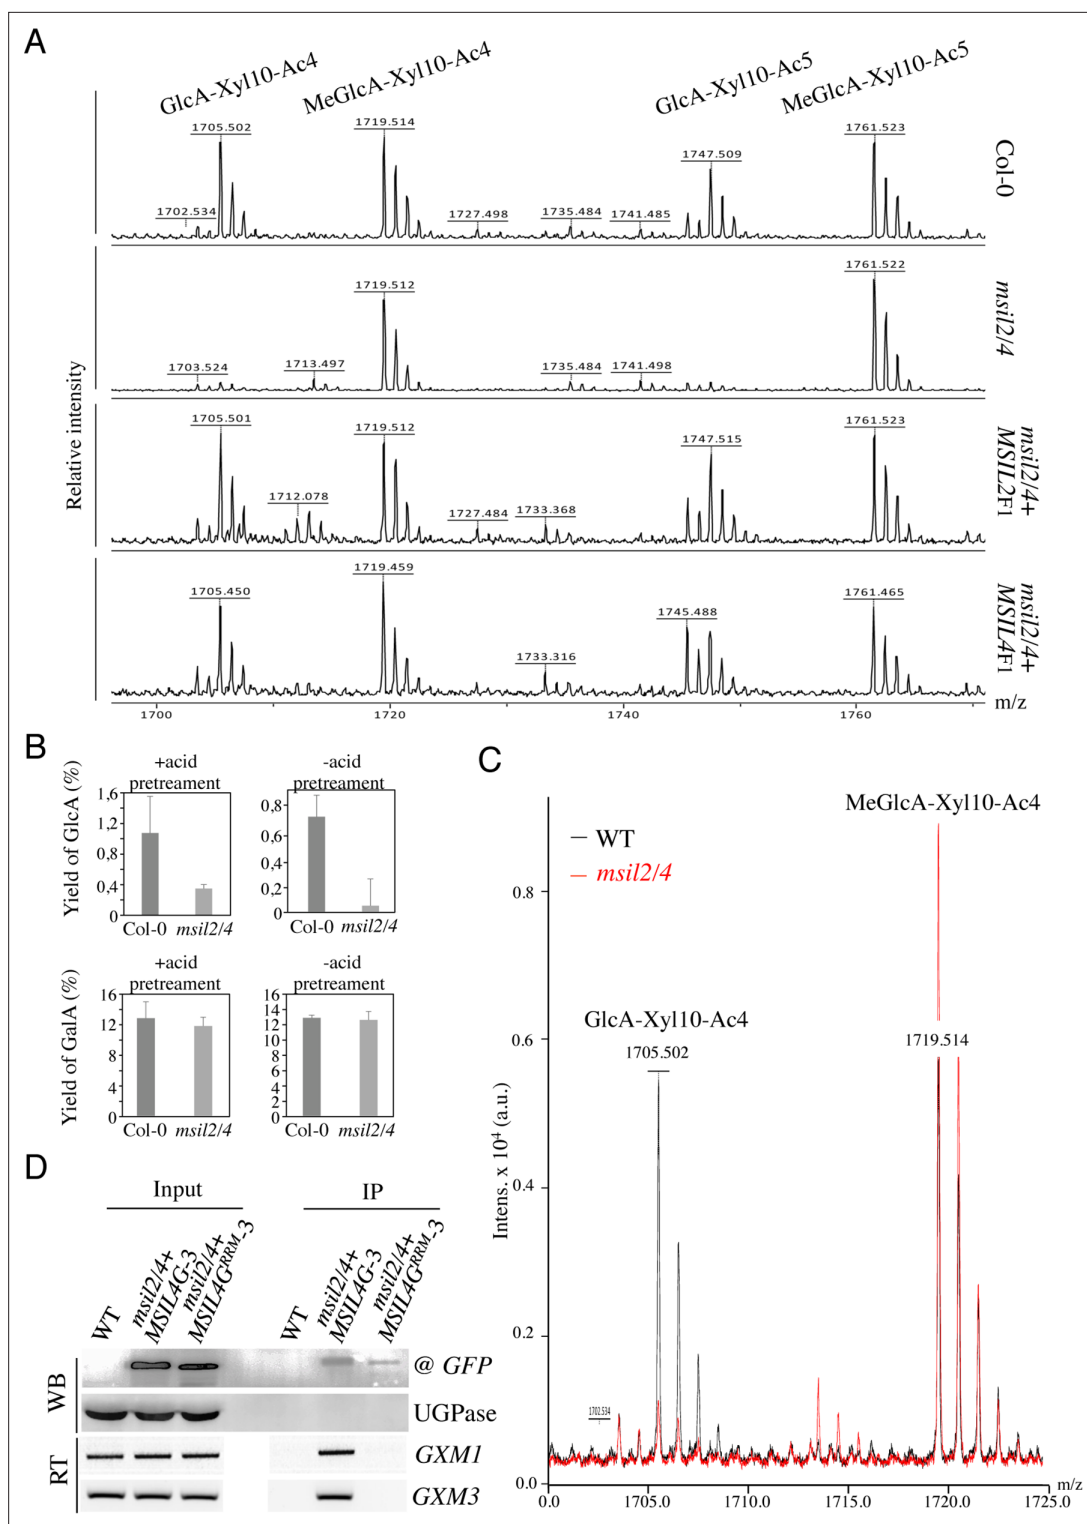 A
GlcA-Xyl10-Ac4
MeGlcA-Xyl10-Ac4
GlcA-Xyl10-Ac5
MeGlcA-Xyl10-Ac5
1705.502
1719.514
1761.523
1747.509
1702.534
1727.498
1735.484
1741.485
Col-0
1719.512
1761.522
1703.524
1713.497
1735.484
1741.498
msil2/4
1705.501
1719.512
1747.515
1761.523
1712.078
1727.484
1733.368
msil2/4+
MSIL2F1
1705.450
1719.459
1745.488
1761.465
1733.316
msil2/4+
MSIL4F1
Relative intensity
1700
1720
1740
1760
m/z
B
+acid
pretreament
-acid
pretreament
Yield of GlcA (%)
1,6
1.2
0,8
0,4
0
Col-0 msil2/4
0,8
0,6
0,4
0,2
0
Col-0 msil2/4
+acid
pretreament
-acid
pretreament
Yield of GalA (%)
16
14
12
10
8
6
4
2
0
Col-0 msil2/4
16
14
12
10
8
6
4
2
0
Col-0 msil2/4
C
WT
msil2/4
MeGlcA-Xyl10-Ac4
GlcA-Xyl10-Ac4
1705.502
1719.514
1702.534
Intens. x 10⁴ (a.u.)
0.8
0.6
0.4
0.2
0.0
0.0
1705.0
1710.0
1715.0
1720.0
1725.0
m/z
D
Input
IP
WT
msil2/4+
MSIL4G-3
msil2/4+
MSIL4Gᴿᴿᴹ-3
WT
msil2/4+
MSIL4G-3
msil2/4+
MSIL4Gᴿᴿᴹ-3
WB
@ GFP
UGPase
RT
GXM1
GXM3